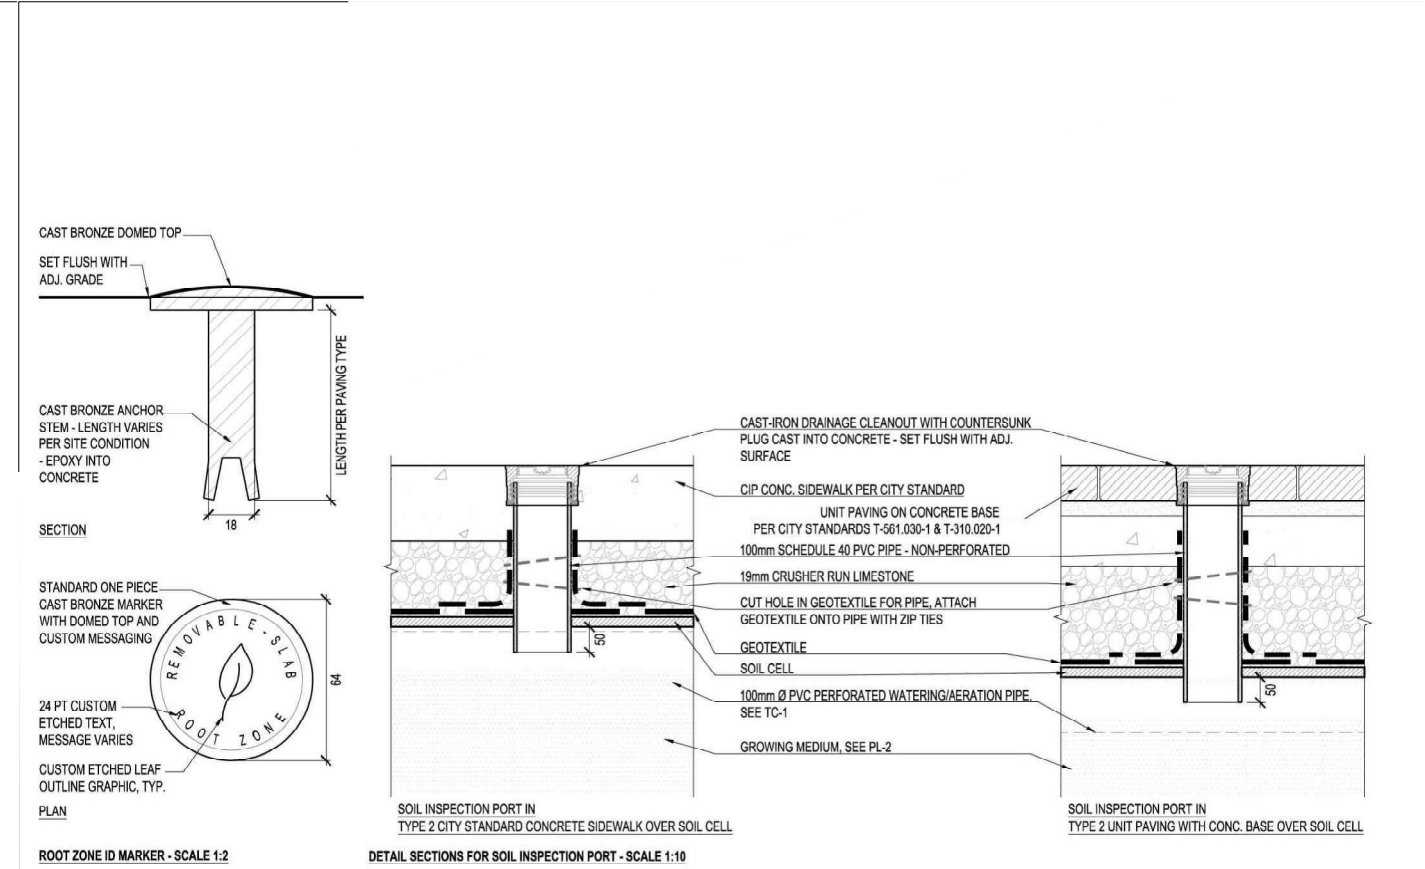 CAST BRONZE DOMED TOP
SET FLUSH WITH
ADJ. GRADE
LENGTH PER PAVING TYPE
CAST BRONZE ANCHOR
STEM - LENGTH VARIES
PER SITE CONDITION
- EPOXY INTO
CONCRETE
18
SECTION
STANDARD ONE PIECE
CAST BRONZE MARKER
WITH DOMED TOP AND
CUSTOM MESSAGING
REMOVABLE-SLAB
ROOT ZONE
64
24 PT CUSTOM
ETCHED TEXT,
MESSAGE VARIES
CUSTOM ETCHED LEAF
OUTLINE GRAPHIC, TYP.
PLAN
ROOT ZONE ID MARKER - SCALE 1:2
CAST-IRON DRAINAGE CLEANOUT WITH COUNTERSUNK
PLUG CAST INTO CONCRETE - SET FLUSH WITH ADJ.
SURFACE
CIP CONC. SIDEWALK PER CITY STANDARD
UNIT PAVING ON CONCRETE BASE
PER CITY STANDARDS T-561.030-1 & T-310.020-1
100mm SCHEDULE 40 PVC PIPE - NON-PERFORATED
19mm CRUSHER RUN LIMESTONE
CUT HOLE IN GEOTEXTILE FOR PIPE, ATTACH
GEOTEXTILE ONTO PIPE WITH ZIP TIES
GEOTEXTILE
SOIL CELL
100mm Ø PVC PERFORATED WATERING/AERATION PIPE,
SEE TC-1
GROWING MEDIUM, SEE PL-2
50
50
SOIL INSPECTION PORT IN
TYPE 2 CITY STANDARD CONCRETE SIDEWALK OVER SOIL CELL
SOIL INSPECTION PORT IN
TYPE 2 UNIT PAVING WITH CONC. BASE OVER SOIL CELL
DETAIL SECTIONS FOR SOIL INSPECTION PORT - SCALE 1:10